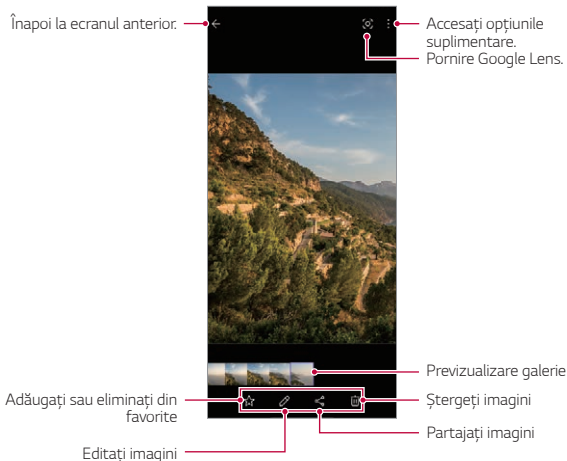 Înapoi la ecranul anterior.
Accesați opțiunile
suplimentare.
Pornire Google Lens.
Previzualizare galerie
Adăugați sau eliminați din
favorite
Ștergeți imagini
Partajați imagini
Editați imagini